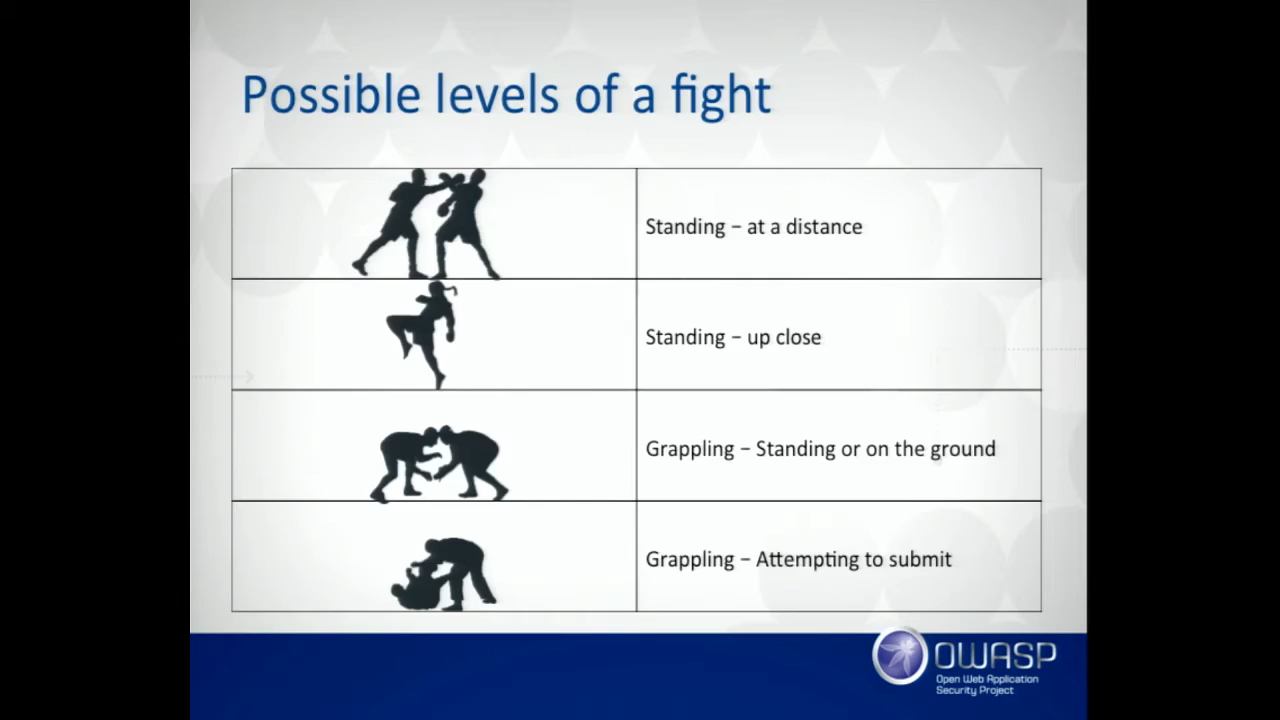 Possible levels of a fight
Standing – at a distance
Standing – up close
Grappling – Standing or on the ground
Grappling – Attempting to submit
OWASP
Open Web Application
Security Project